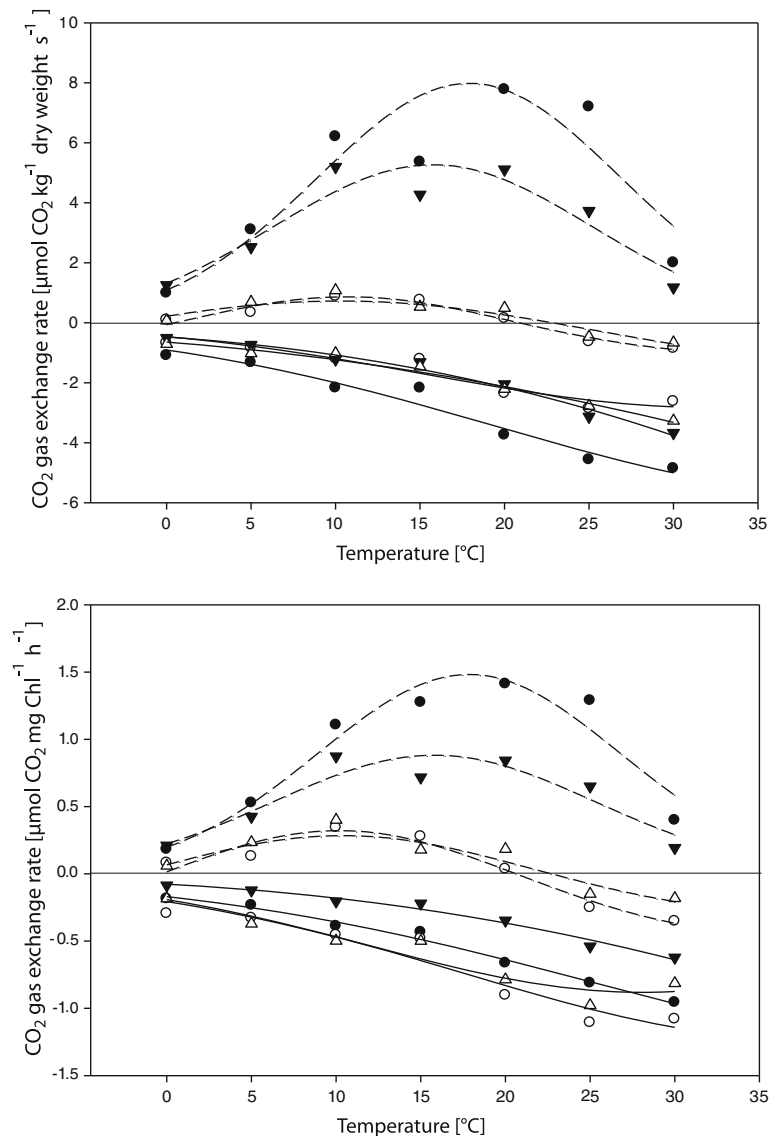 CO2 gas exchange rate [µmol CO2 kg⁻¹ dry weight s⁻¹]
10
8
6
4
2
0
-2
-4
-6
0 5 10 15 20 25 30 35
Temperature [°C]
CO2 gas exchange rate [µmol CO2 mg Chl⁻¹ h⁻¹]
2.0
1.5
1.0
0.5
0.0
-0.5
-1.0
-1.5
0 5 10 15 20 25 30 35
Temperature [°C]